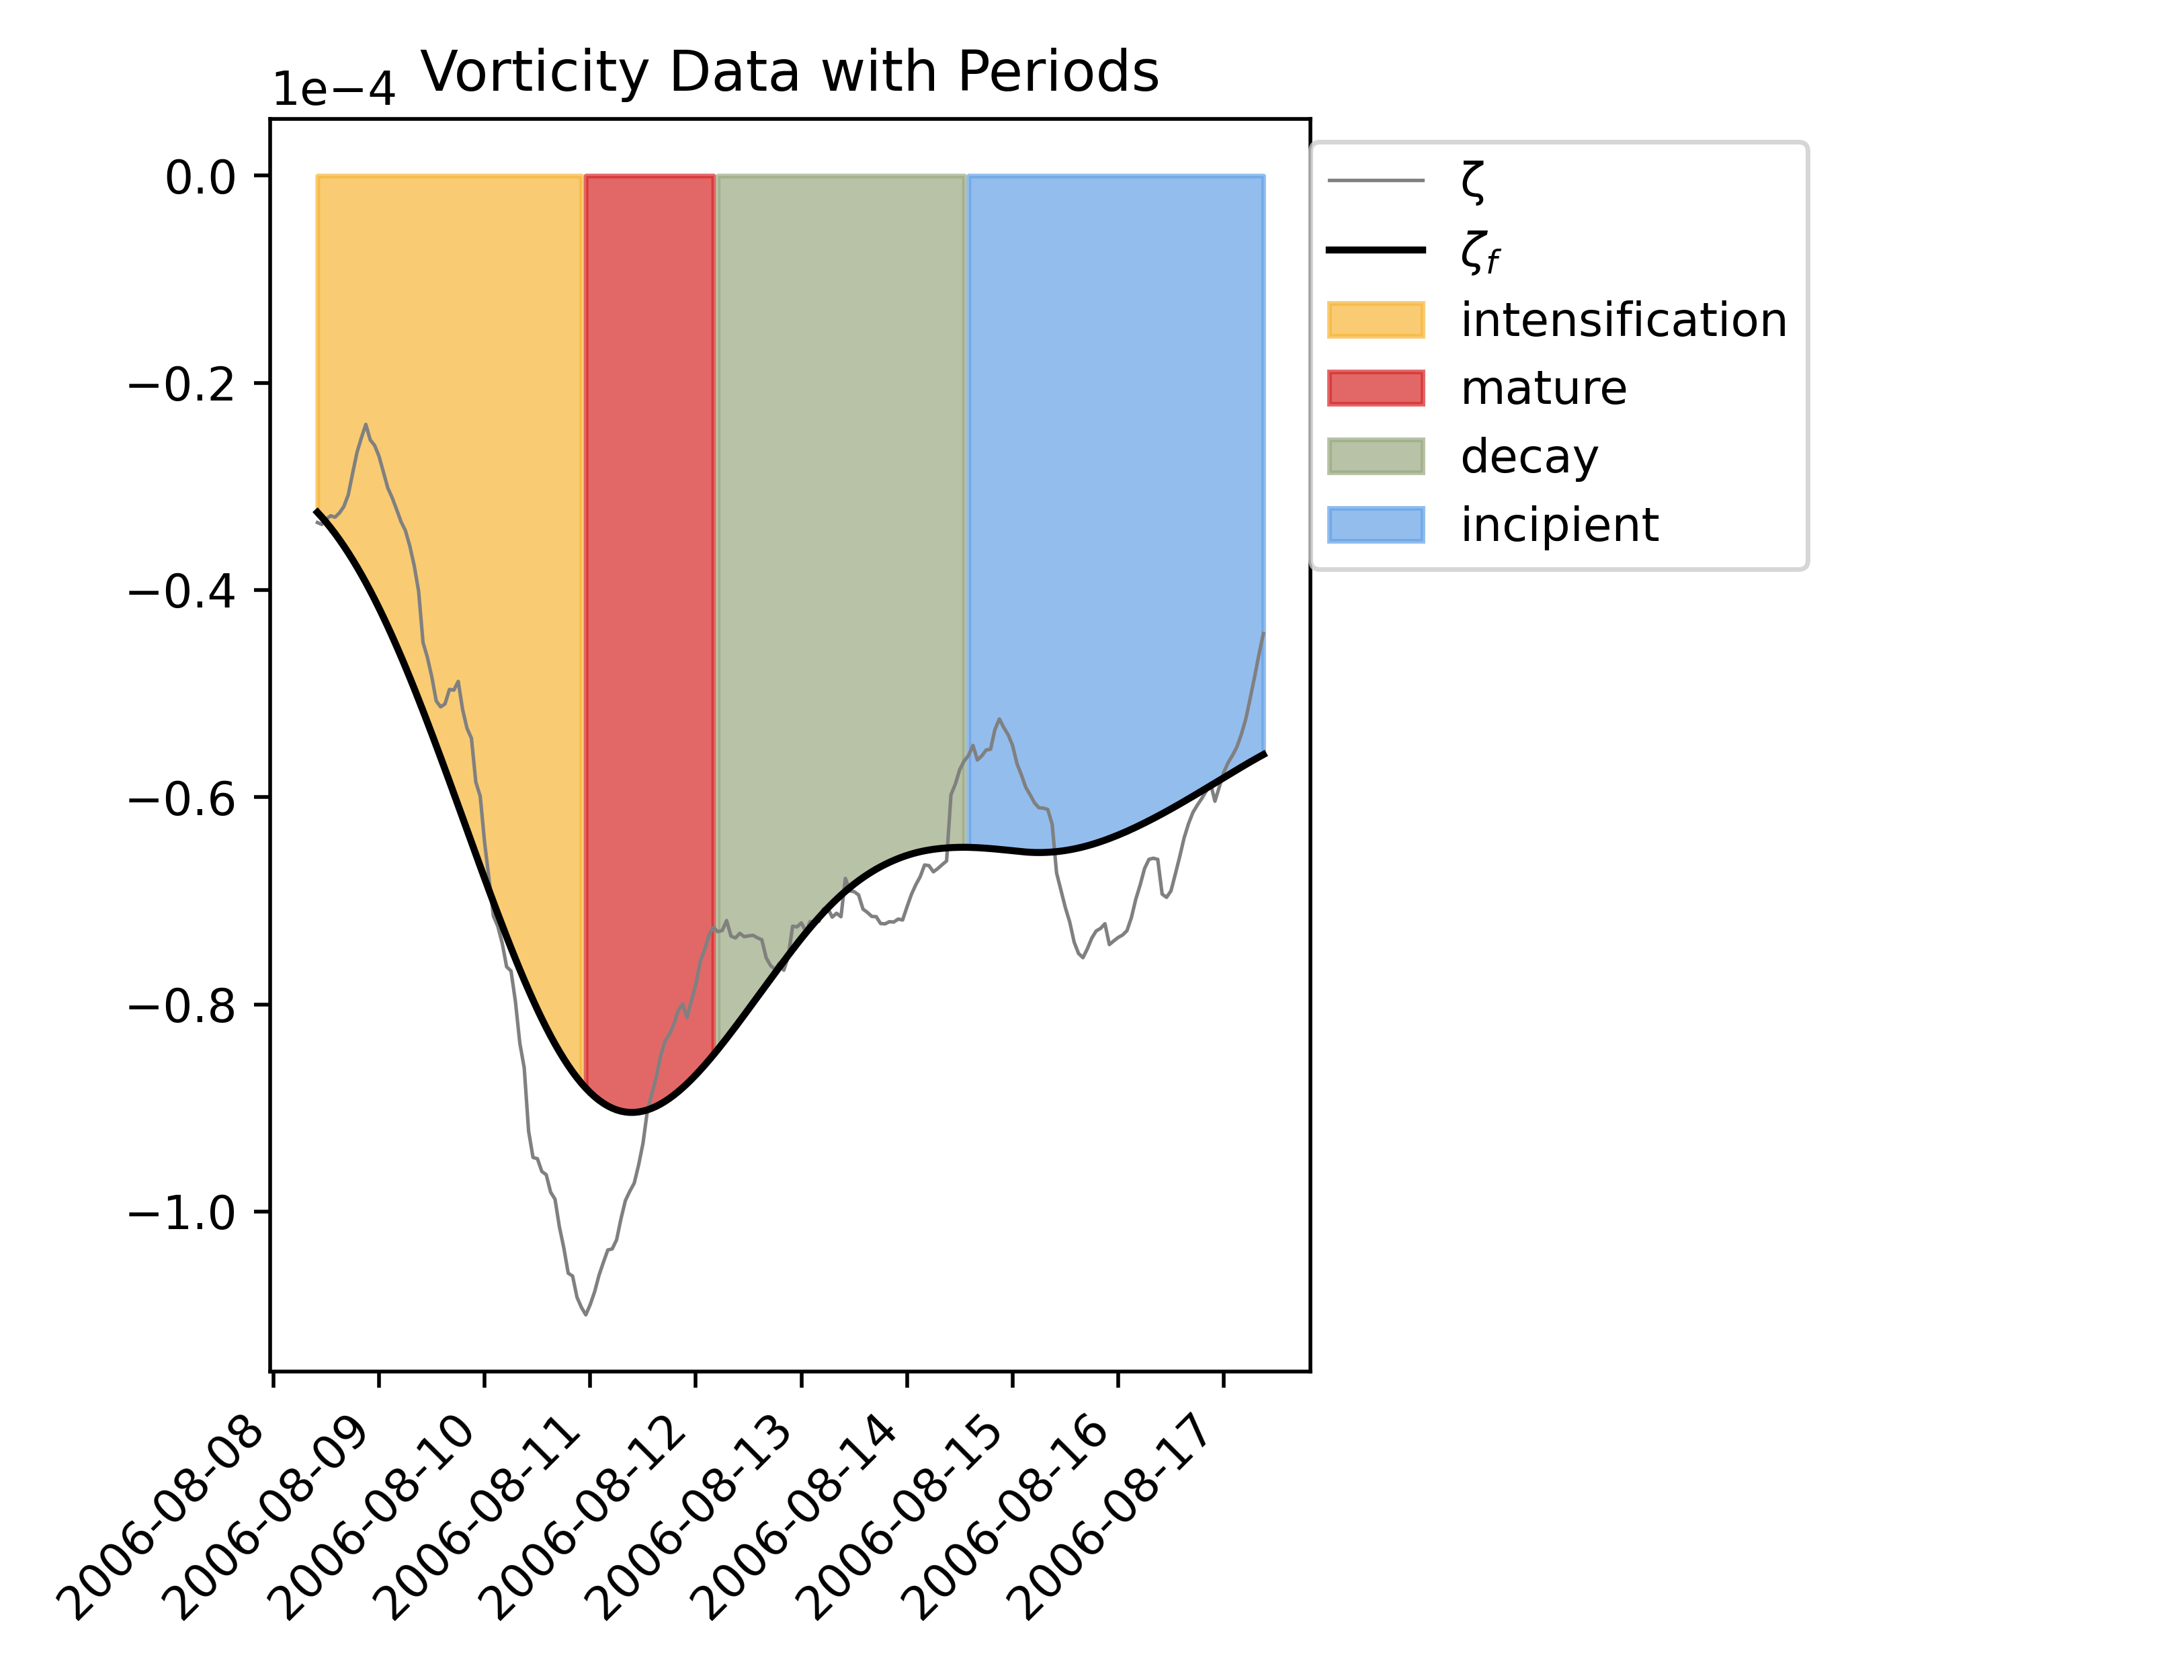 Vorticity Data with Periods
1e−4
0.0
−0.2
−0.4
−0.6
−0.8
−1.0
2006-08-08
2006-08-09
2006-08-10
2006-08-11
2006-08-12
2006-08-13
2006-08-14
2006-08-15
2006-08-16
2006-08-17
ζ
ζf
intensification
mature
decay
incipient